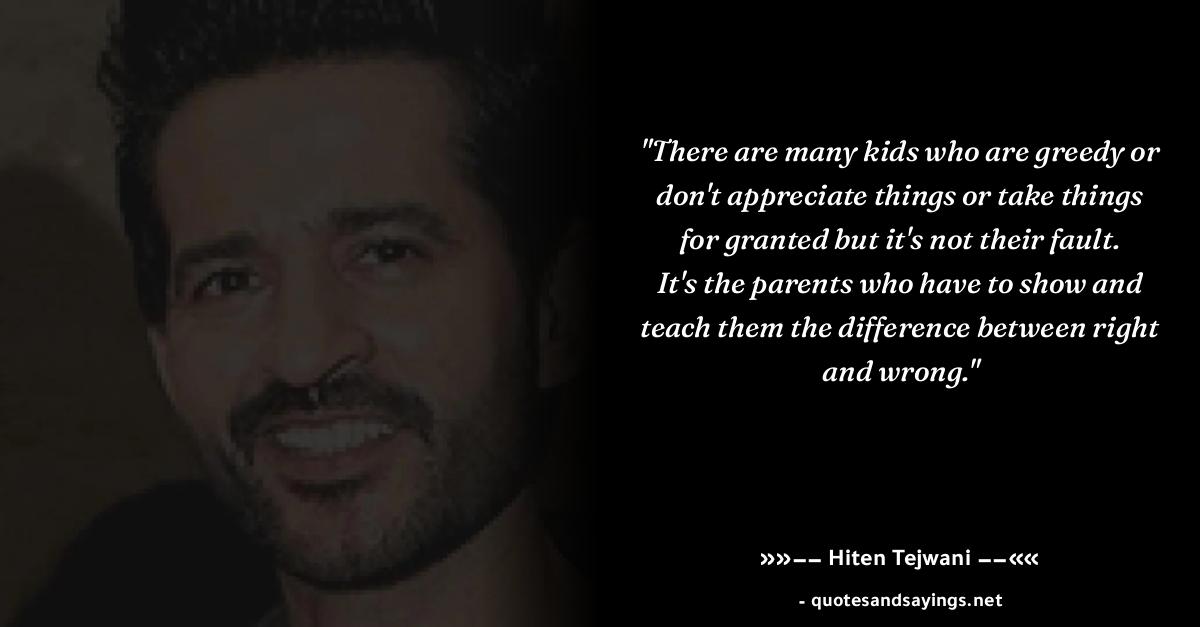 "There are many kids who are greedy or
don't appreciate things or take things
for granted but it's not their fault.
It's the parents who have to show and
teach them the difference between right
and wrong."
»»−− Hiten Tejwani −−««
- quotesandsayings.net